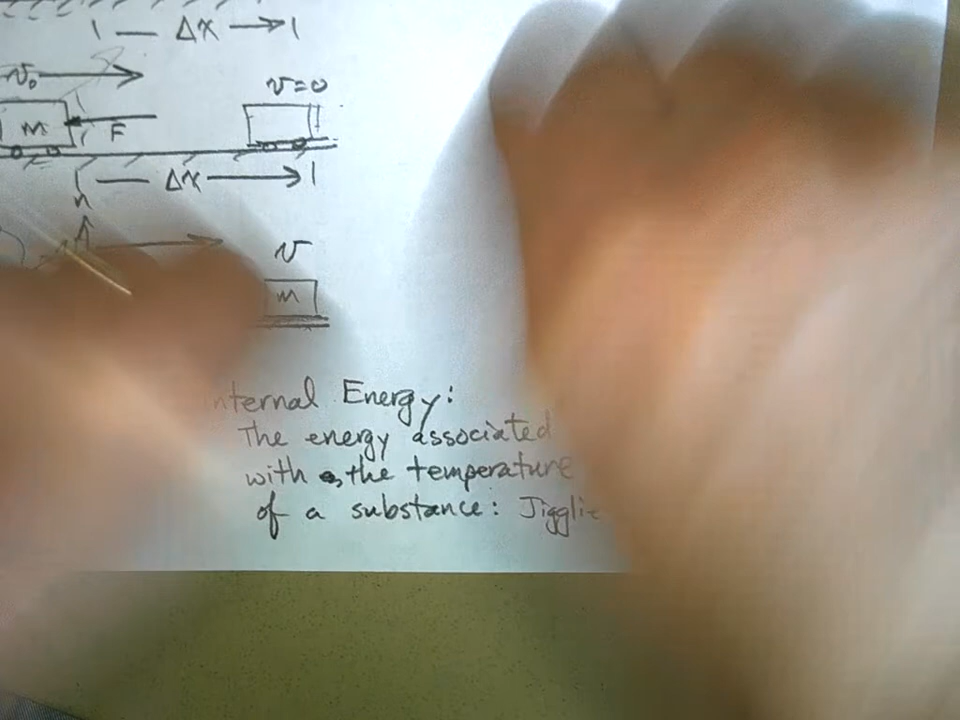 Δx
v₀
v=0
m
F
Δx
n
v
m
nternal Energy:
The energy associated
with the temperature
of a substance: Jiggli